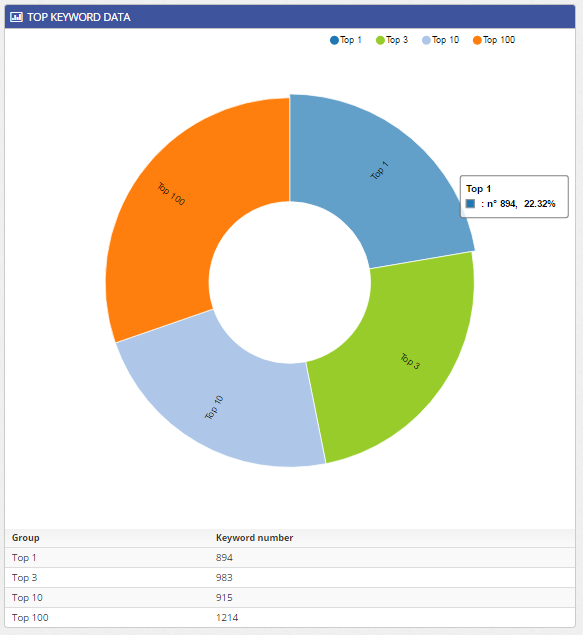 TOP KEYWORD DATA
Top 1 Top 3 Top 10 Top 100
Top 1
Top 100
Top 1
: n° 894, 22.32%
Top 3
Top 10
Group Keyword number
Top 1 894
Top 3 983
Top 10 915
Top 100 1214